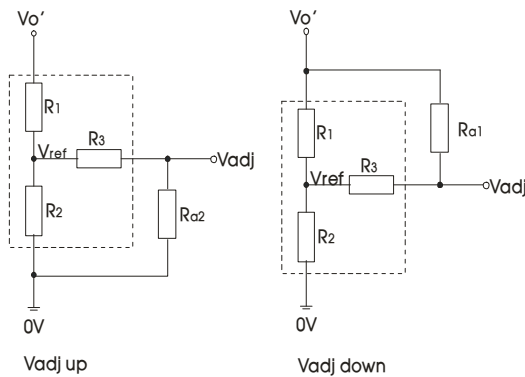 Vo'
R1
Vref
R3
Vadj
R2
Ra2
0V
Vadj up
Vo'
R1
Ra1
Vref
R3
Vadj
R2
0V
Vadj down